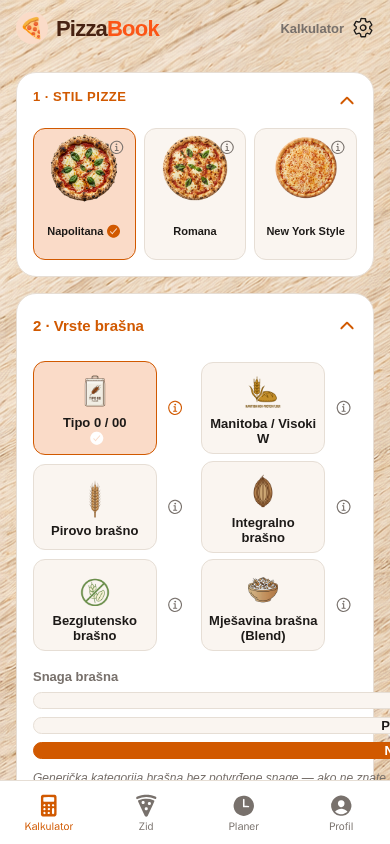 PizzaBook
Kalkulator
1 · STIL PIZZE
Napolitana
Romana
New York Style
2 · Vrste brašna
Tipo 0 / 00
Manitoba / Visoki
W
Pirovo brašno
Integralno
brašno
Bezglutensko
brašno
Mješavina brašna
(Blend)
Snaga brašna
P
N
Generička kategorija brašna bez potvrđene snage — ako ne znate
Kalkulator
Zid
Planer
Profil